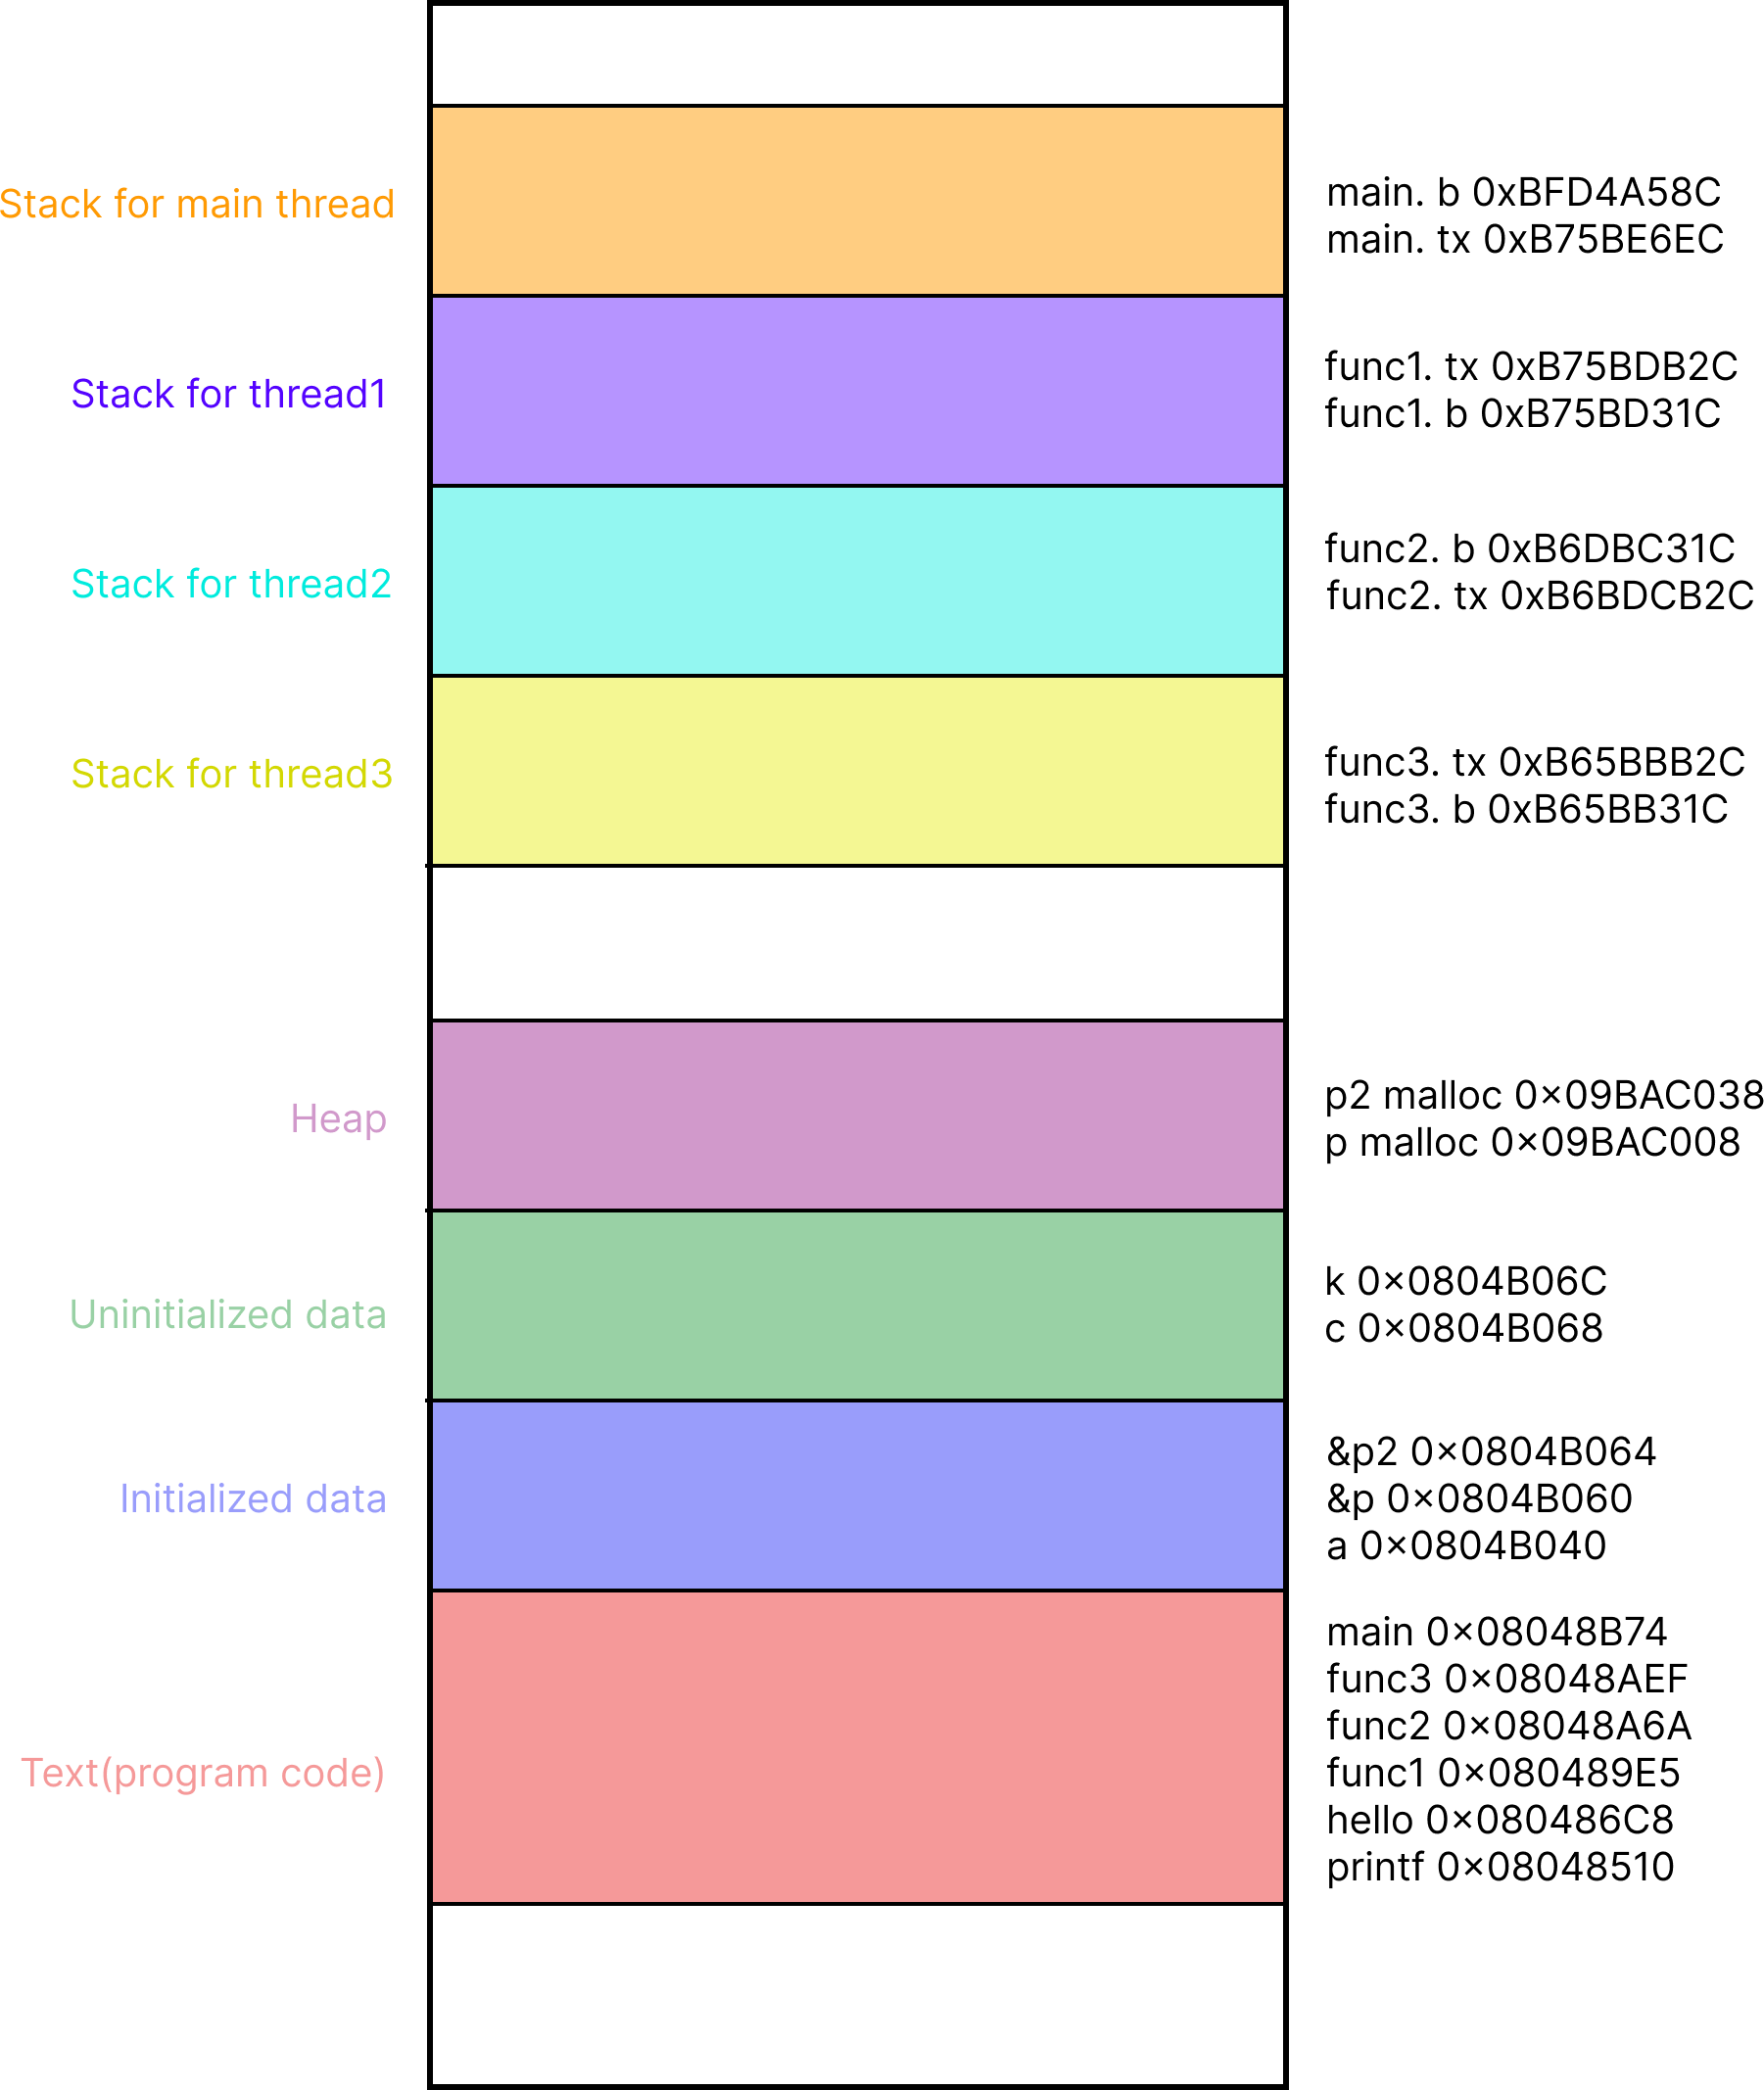 Stack for main thread
main. b 0xBFD4A58C
main. tx 0xB75BE6EC
Stack for thread1
func1. tx 0xB75BDB2C
func1. b 0xB75BD31C
Stack for thread2
func2. b 0xB6DBC31C
func2. tx 0xB6BDCB2C
Stack for thread3
func3. tx 0xB65BBB2C
func3. b 0xB65BB31C
Heap
p2 malloc 0×09BAC038
p malloc 0×09BAC008
Uninitialized data
k 0×0804B06C
c 0×0804B068
Initialized data
&p2 0×0804B064
&p 0×0804B060
a 0×0804B040
Text(program code)
main 0×08048B74
func3 0×08048AEF
func2 0×08048A6A
func1 0×080489E5
hello 0×080486C8
printf 0×08048510